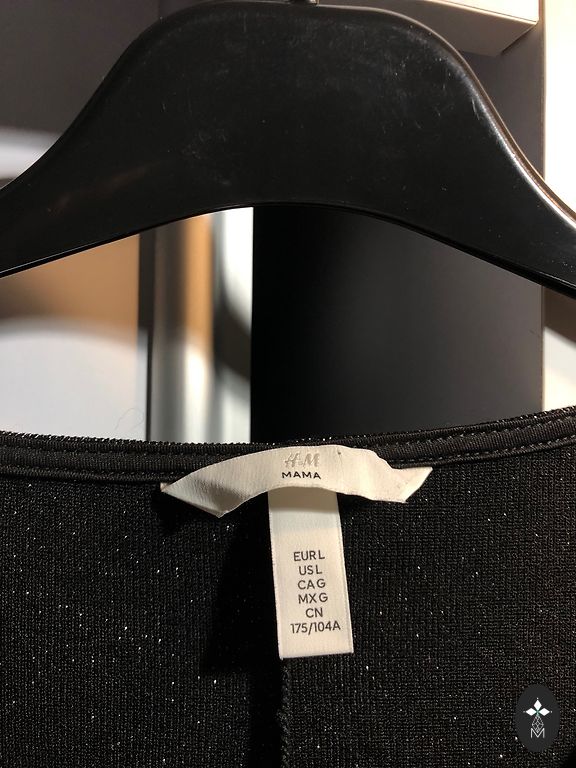 H&M
MAMA
EUR L
US L
CA G
MX G
CN
175/104A
M